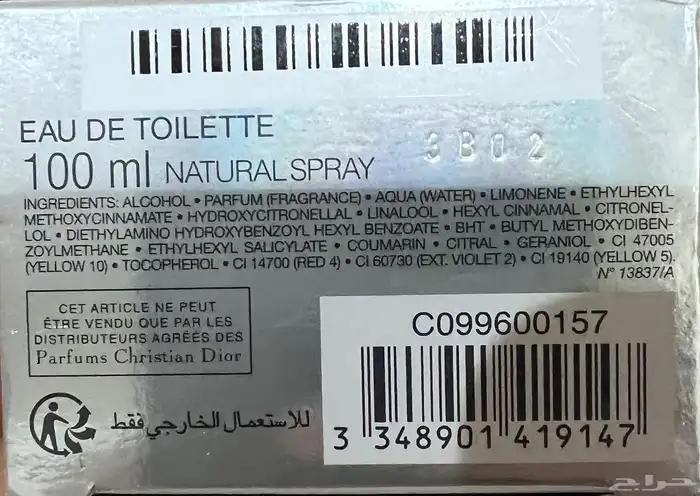 EAU DE TOILETTE
100 ml NATURAL SPRAY
3B02
INGREDIENTS: ALCOHOL • PARFUM (FRAGRANCE) • AQUA (WATER) • LIMONENE • ETHYLHEXYL
METHOXYCINNAMATE • HYDROXYCITRONELLAL • LINALOOL • HEXYL CINNAMAL • CITRONEL-
LOL • DIETHYLAMINO HYDROXYBENZOYL HEXYL BENZOATE • BHT • BUTYL METHOXYDIBEN-
ZOYLMETHANE • ETHYLHEXYL SALICYLATE • COUMARIN • CITRAL • GERANIOL • CI 47005
(YELLOW 10) • TOCOPHEROL • CI 14700 (RED 4) • CI 60730 (EXT. VIOLET 2) • CI 19140 (YELLOW 5).
N° 13837/A
CET ARTICLE NE PEUT
ÊTRE VENDU QUE PAR LES
DISTRIBUTEURS AGRÉÉS DES
Parfums Christian Dior
للاستعمال الخارجي فقط
C099600157
3 348901 419147
حراج